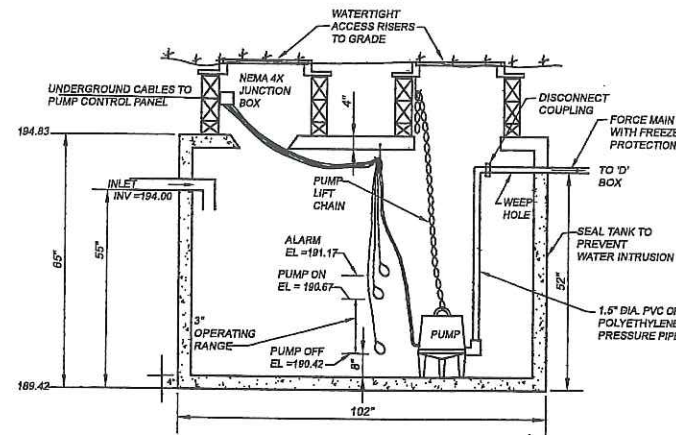 WATERTIGHT
ACCESS RISERS
TO GRADE
UNDERGROUND CABLES TO
PUMP CONTROL PANEL
NEMA 4X
JUNCTION
BOX
4"
DISCONNECT
COUPLING
FORCE MAIN
WITH FREEZE
PROTECTION
194.83
TO 'D'
BOX
INLET
INV =194.00
PUMP
LIFT
CHAIN
WEEP
HOLE
65"
55"
52"
SEAL TANK TO
PREVENT
WATER INTRUSION
ALARM
EL =191.17
PUMP ON
EL = 190.67
3"
OPERATING
RANGE
PUMP OFF
EL =190.42
8"
PUMP
1.5" DIA. PVC OR
POLYETHYLENE
PRESSURE PIPE
189.42
4"
102"